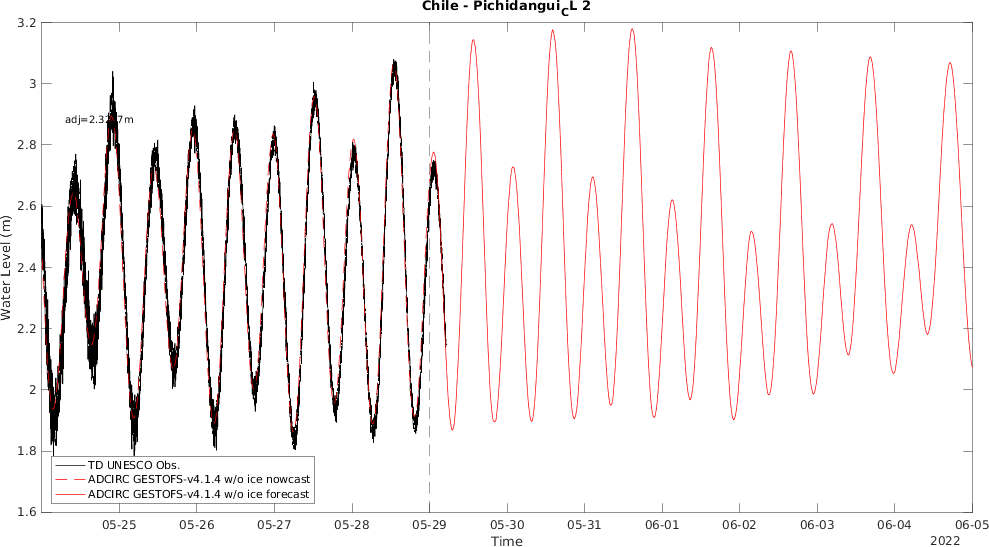 Chile - PichidanguiCL 2
3.2
3
2.8
2.6
2.4
2.2
2
1.8
1.6
Water Level (m)
TD UNESCO Obs.
ADCIRC GESTOFS-v4.1.4 w/o ice nowcast
ADCIRC GESTOFS-v4.1.4 w/o ice forecast
05-25 05-26 05-27 05-28 05-29 05-30 05-31 06-01 06-02 06-03 06-04 06-05
Time
2022